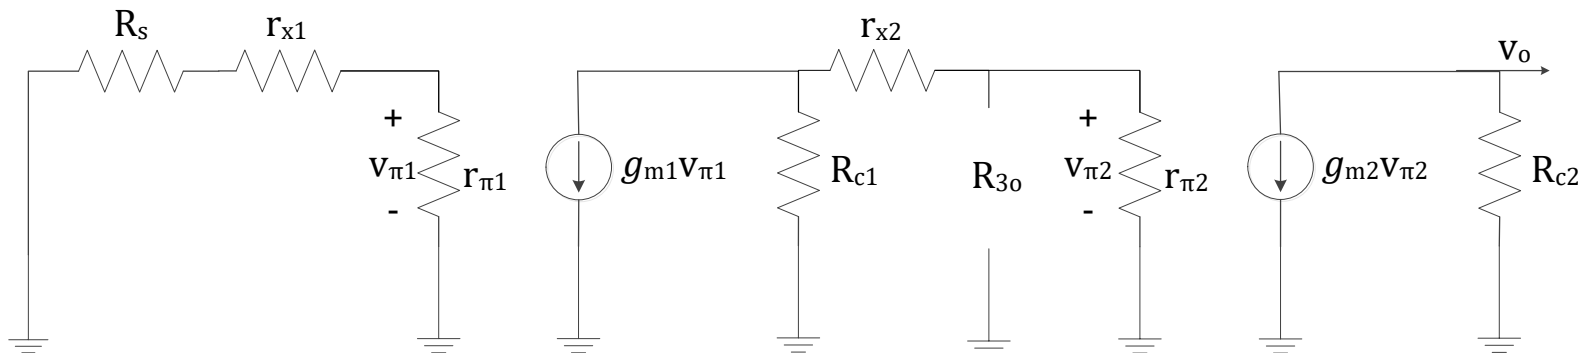 Rₛ
rₓ₁
+
vπ1
-
rπ1
gm1vπ1
Rc1
rₓ₂
R3o
+
vπ2
-
rπ2
gm2vπ2
vₒ
Rc2